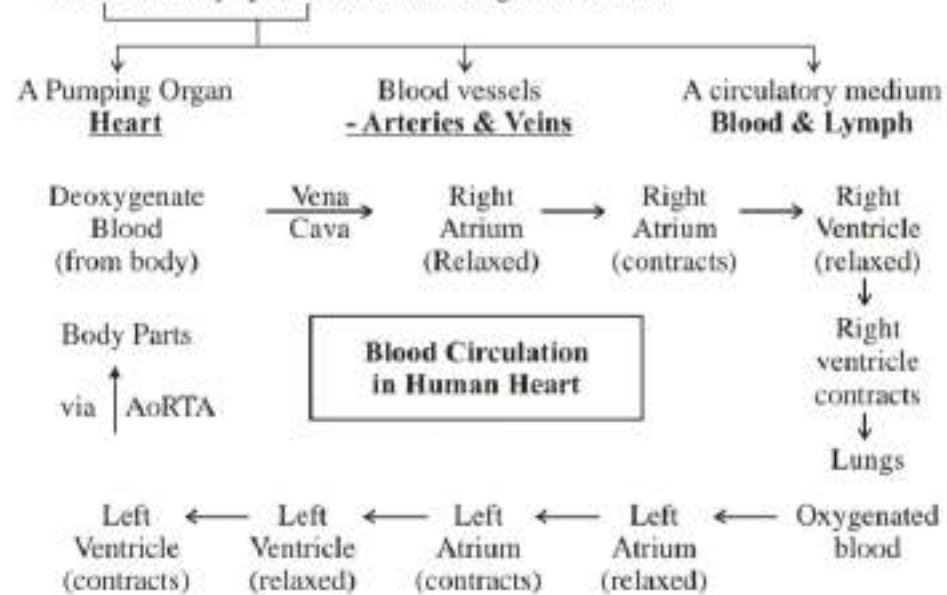 A Pumping Organ
Heart
Blood vessels
- Arteries & Veins
A circulatory medium
Blood & Lymph
Deoxygenate
Blood
(from body)
Vena
Cava
Right
Atrium
(Relaxed)
Right
Atrium
(contracts)
Right
Ventricle
(relaxed)
Right
ventricle
contracts
Lungs
Oxygenated
blood
Left
Atrium
(relaxed)
Left
Atrium
(contracts)
Left
Ventricle
(relaxed)
Left
Ventricle
(contracts)
via AoRTA
Body Parts
Blood Circulation
in Human Heart